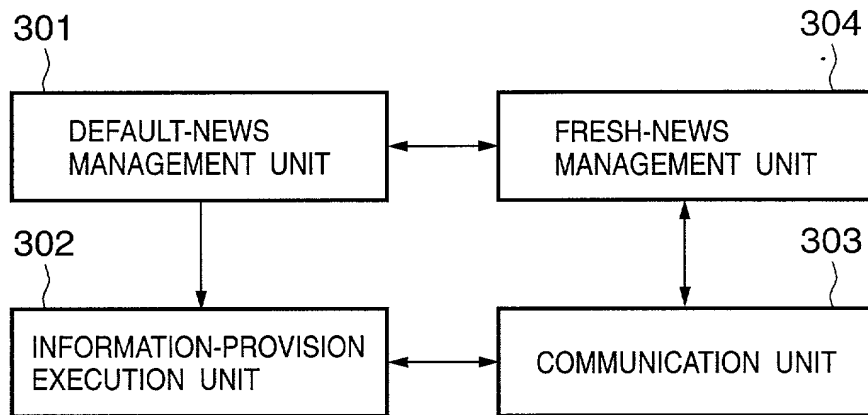 301
304
DEFAULT-NEWS
MANAGEMENT UNIT
FRESH-NEWS
MANAGEMENT UNIT
302
303
INFORMATION-PROVISION
EXECUTION UNIT
COMMUNICATION UNIT